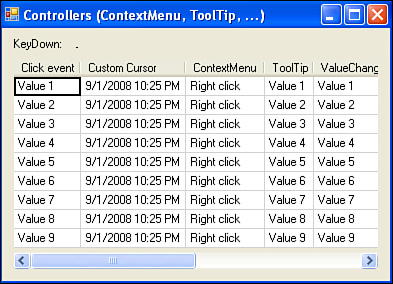 Controllers (ContextMenu, ToolTip, ...)
KeyDown: .
Click event Custom Cursor ContextMenu ToolTip ValueChang
Value 1 9/1/2008 10:25 PM Right click Value 1 Value 1
Value 2 9/1/2008 10:25 PM Right click Value 2 Value 2
Value 3 9/1/2008 10:25 PM Right click Value 3 Value 3
Value 4 9/1/2008 10:25 PM Right click Value 4 Value 4
Value 5 9/1/2008 10:25 PM Right click Value 5 Value 5
Value 6 9/1/2008 10:25 PM Right click Value 6 Value 6
Value 7 9/1/2008 10:25 PM Right click Value 7 Value 7
Value 8 9/1/2008 10:25 PM Right click Value 8 Value 8
Value 9 9/1/2008 10:25 PM Right click Value 9 Value 9